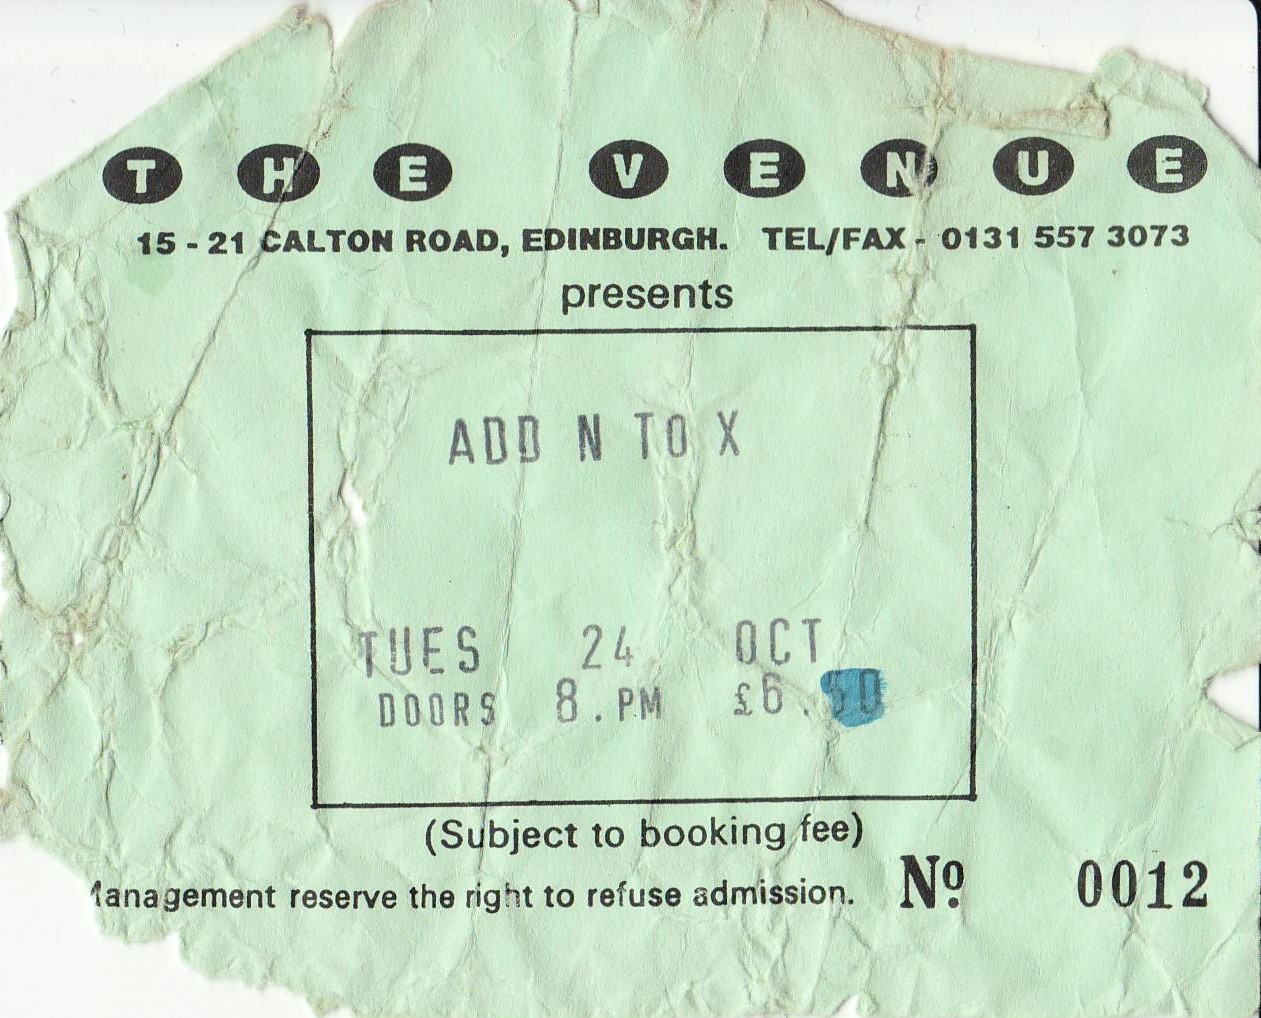 THE VENUE
15 - 21 CALTON ROAD, EDINBURGH. TEL/FAX - 0131 557 3073
presents
ADD N TO X
TUES 24 OCT
DOORS 8.PM £6.50
(Subject to booking fee)
Management reserve the right to refuse admission. Nº 0012